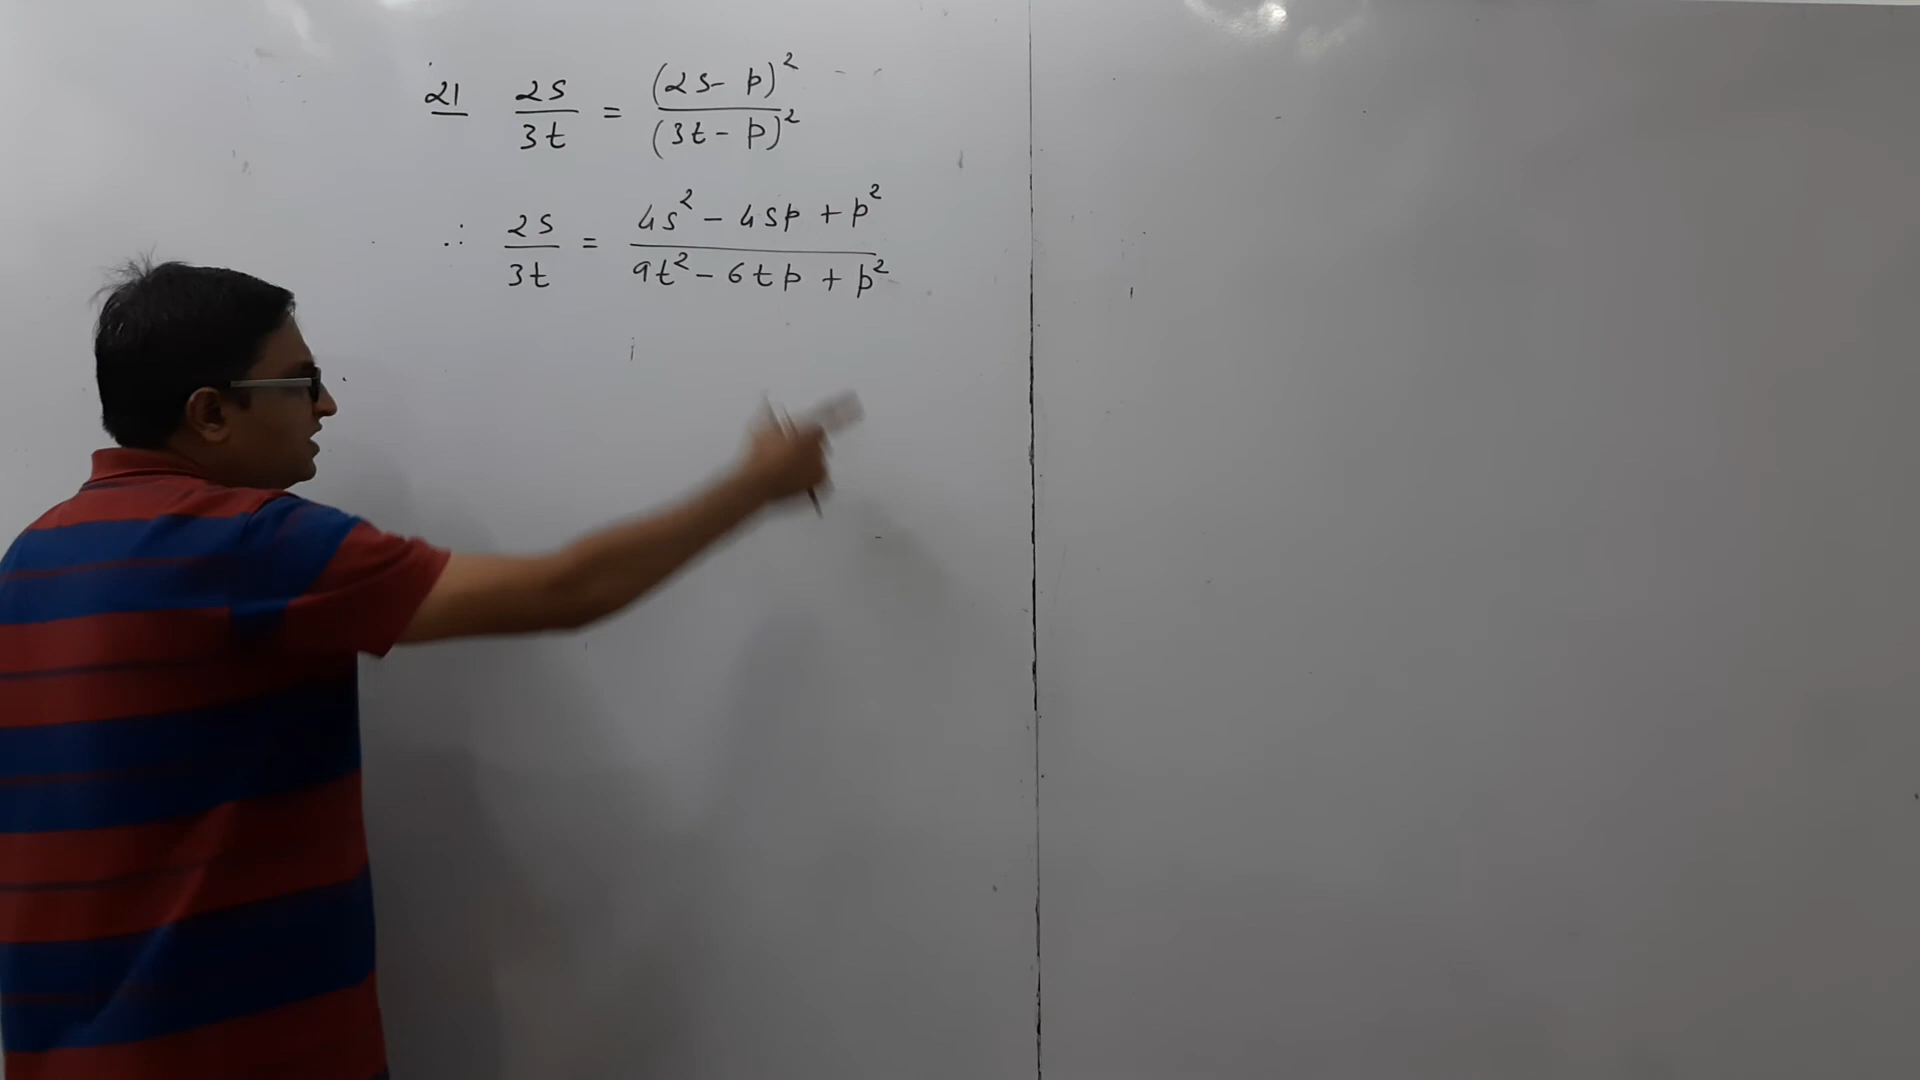 21 2s/3t = (2s - p)²/(3t - p)²
∴ 2s/3t = 4s² - 4sp + p²/9t² - 6tp + p²